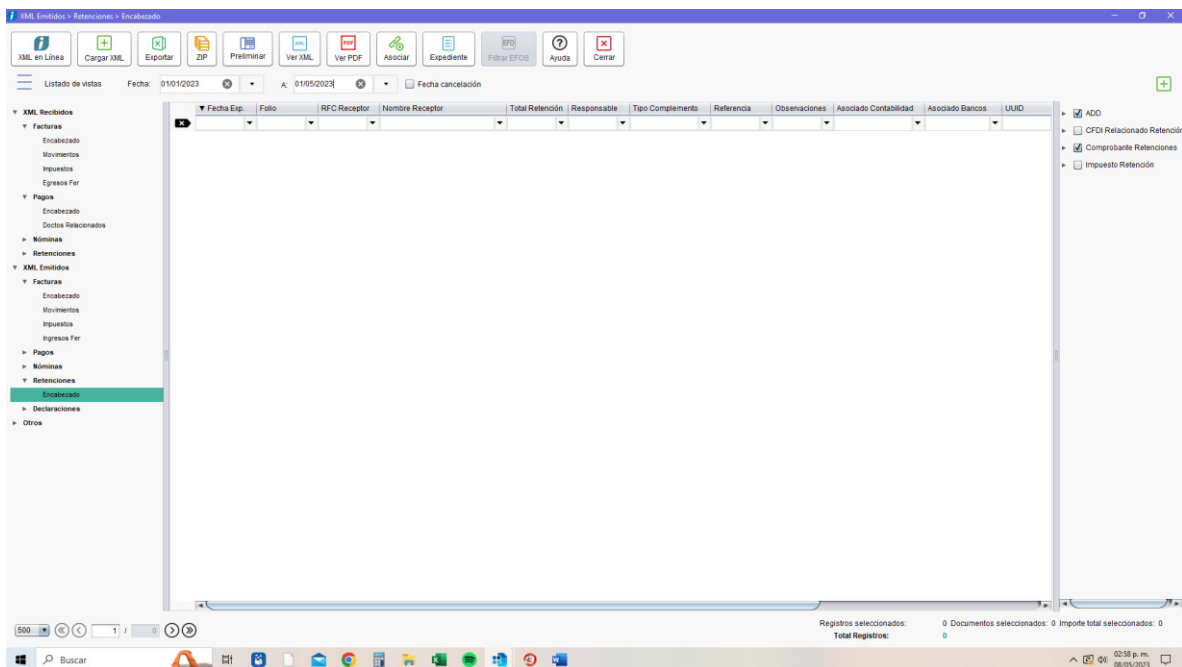 XML Emitidos > Retenciones > Encabezado
XML en Línea Cargar XML Exportar ZIP Preliminar Ver XML Ver PDF Asociar Expediente Filtrar EFOS Ayuda Cerrar
Listado de vistas Fecha: 01/01/2023 A: 01/05/2023 Fecha cancelación
▼ Fecha Exp. Folio RFC Receptor Nombre Receptor Total Retención Responsable Tipo Complemento Referencia Observaciones Asociado Contabilidad Asociado Bancos UUID
XML Recibidos
Facturas
Encabezado
Movimientos
Impuestos
Egresos Fer
Pagos
Encabezado
Doctos Relacionados
Nóminas
Retenciones
XML Emitidos
Facturas
Encabezado
Movimientos
Impuestos
Ingresos Fer
Pagos
Nóminas
Retenciones
Encabezado
Declaraciones
Otros
ADD
CFDI Relacionado Retención
Comprobante Retenciones
Impuesto Retención
500 1 / 0
Registros seleccionados: 0 Documentos seleccionados: 0 Importe total seleccionados: 0
Total Registros: 0
Buscar
02:58 p. m.
08/05/2023